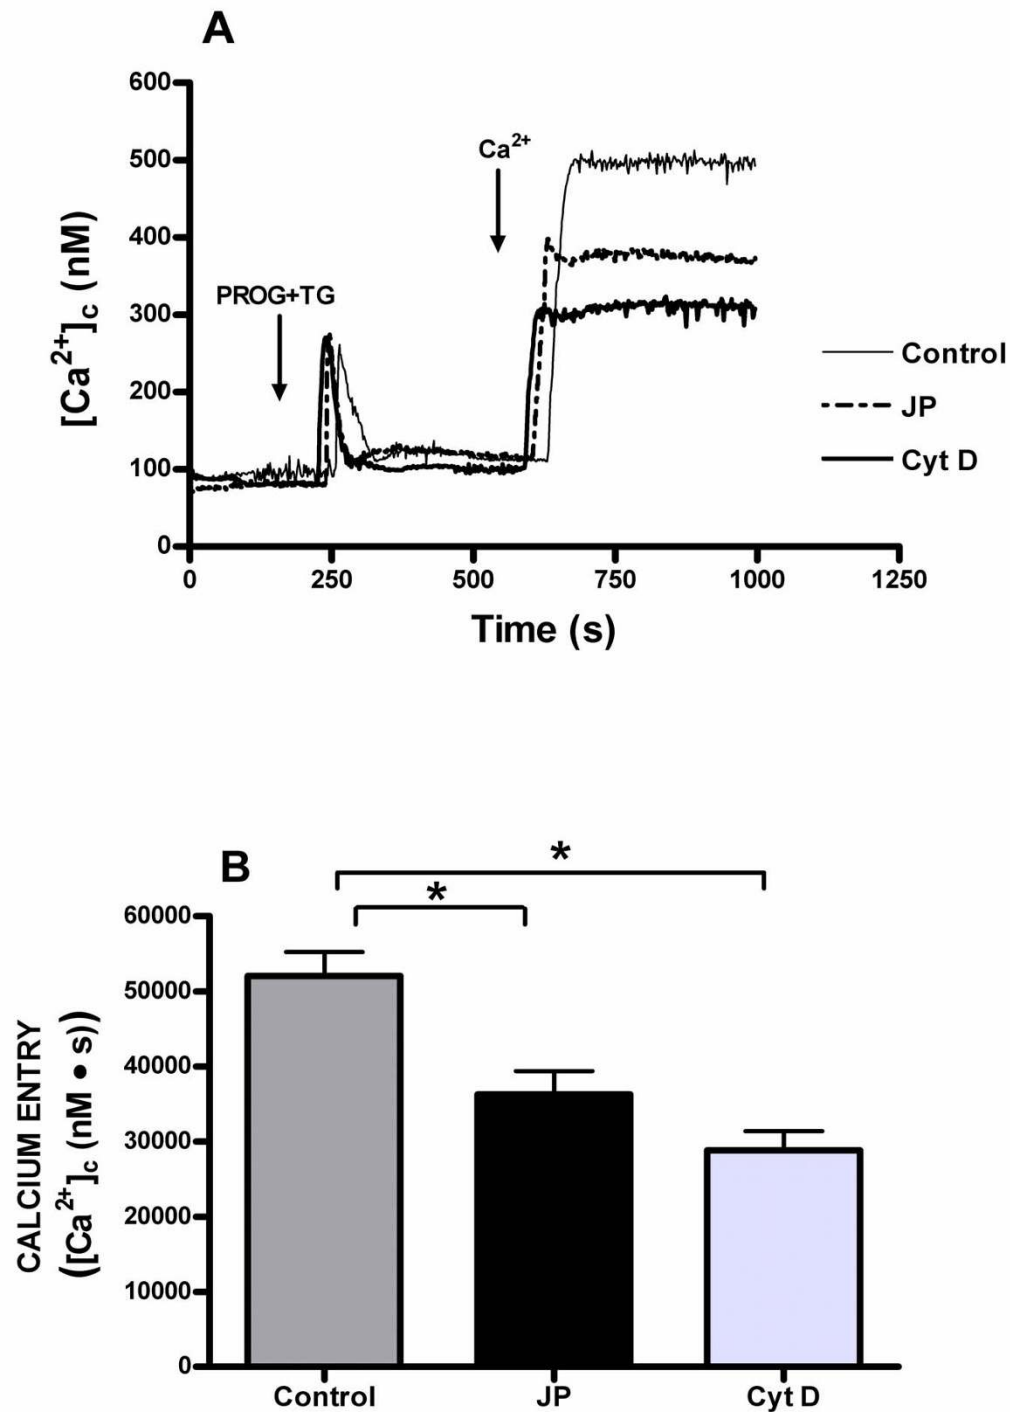 A
600
500
400
300
200
100
0
[Ca²⁺]c (nM)
PROG+TG
Ca²⁺
Control
JP
Cyt D
0 250 500 750 1000 1250
Time (s)
B
*
*
60000
50000
40000
30000
20000
10000
0
CALCIUM ENTRY
([Ca²⁺]c (nM • s))
Control JP Cyt D